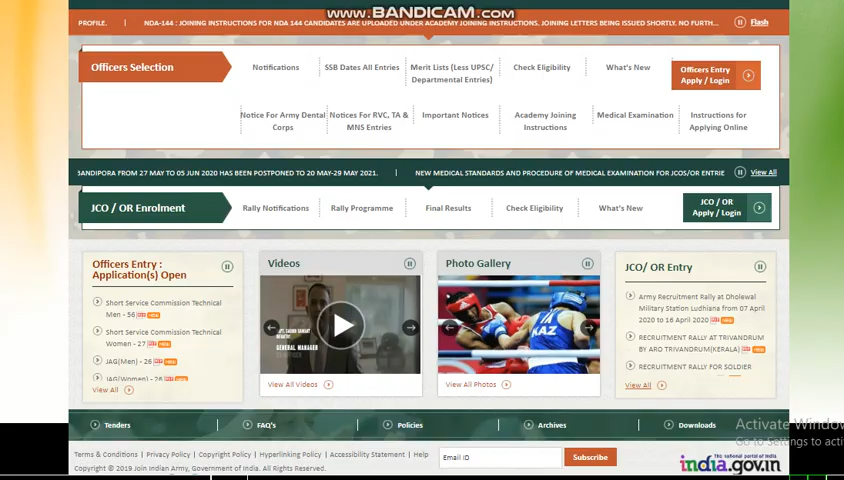 www.BANDICAM.com
PROFILE. | NDA-144 : JOINING INSTRUCTIONS FOR NDA 144 CANDIDATES ARE UPLOADED UNDER ACADEMY JOINING INSTRUCTIONS. JOINING LETTERS BEING ISSUED SHORTLY. NO FURTH... Flash
Officers Selection
Notifications
SSB Dates All Entries
Merit Lists (Less UPSC/
Departmental Entries)
Check Eligibility
What's New
Officers Entry
Apply / Login
Notice For Army Dental
Corps
Notices For RVC, TA &
MNS Entries
Important Notices
Academy Joining
Instructions
Medical Examination
Instructions for
Applying Online
BANDIPORA FROM 27 MAY TO 05 JUN 2020 HAS BEEN POSTPONED TO 20 MAY-29 MAY 2021. | NEW MEDICAL STANDARDS AND PROCEDURE OF MEDICAL EXAMINATION FOR JCOS/OR ENTRIE View All
JCO / OR Enrolment
Rally Notifications
Rally Programme
Final Results
Check Eligibility
What's New
JCO / OR
Apply / Login
Officers Entry :
Application(s) Open
Short Service Commission Technical
Men - 56
Short Service Commission Technical
Women - 27
JAG(Men) - 26
JAG(Women) - 26
View All
Videos
GENERAL MANAGER
View All Videos
Photo Gallery
KAZ
View All Photos
JCO/ OR Entry
Army Recruitment Rally at Dholewal
Military Station Ludhiana from 07 April
2020 to 16 April 2020
RECRUITMENT RALLY AT TRIVANDRUM
BY ARO TRIVANDRUM(KERALA)
RECRUITMENT RALLY FOR SOLDIER
View All
Tenders | FAQ's | Policies | Archives | Downloads
Activate Window
Go to Settings to acti
Terms & Conditions | Privacy Policy | Copyright Policy | Hyperlinking Policy | Accessibility Statement | Help
Copyright © 2019 Join Indian Army, Government of India. All Rights Reserved.
Email ID
Subscribe
The national portal of India
india.gov.in